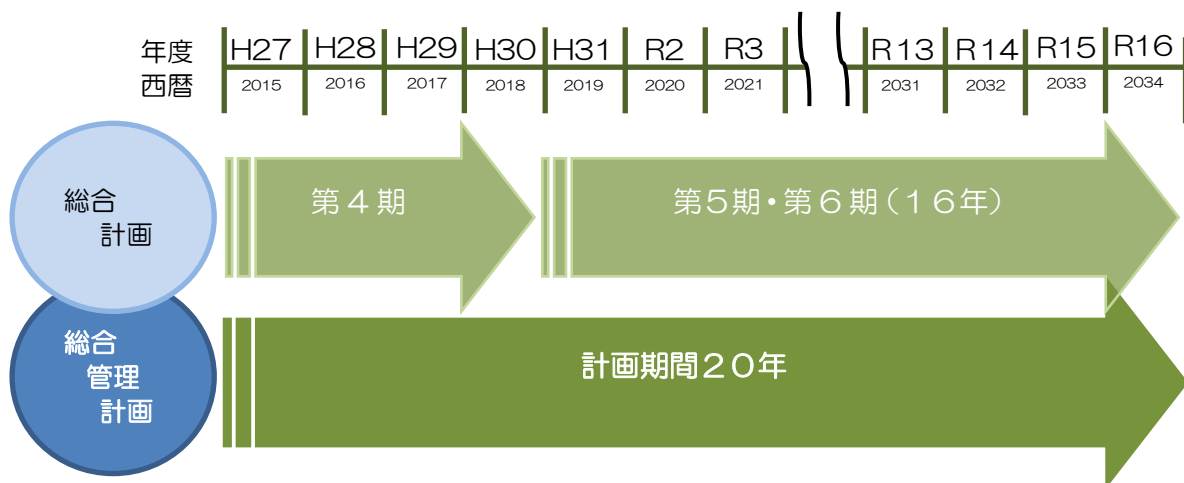 年度 H27 H28 H29 H30 H31 R2 R3 R13 R14 R15 R16
西暦 2015 2016 2017 2018 2019 2020 2021 2031 2032 2033 2034
総合
計画
第４期
第５期・第６期（１６年）
総合
管理
計画
計画期間２０年